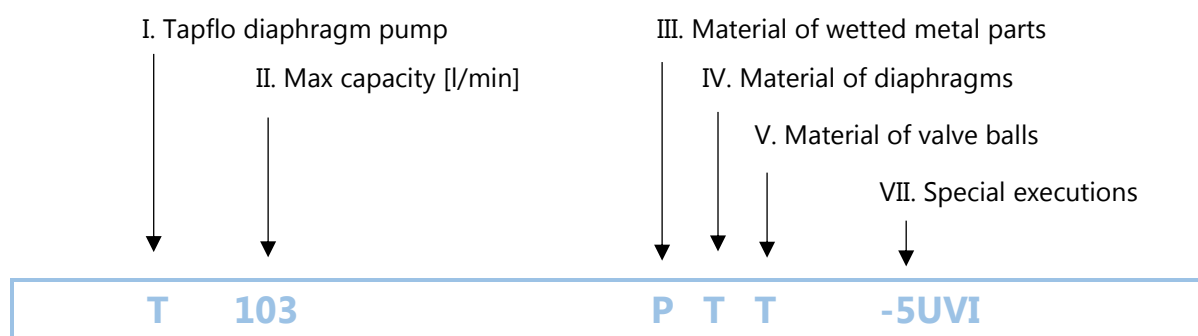 I. Tapflo diaphragm pump
III. Material of wetted metal parts
II. Max capacity [l/min]
IV. Material of diaphragms
V. Material of valve balls
VII. Special executions
T 103 P T T -5UVI